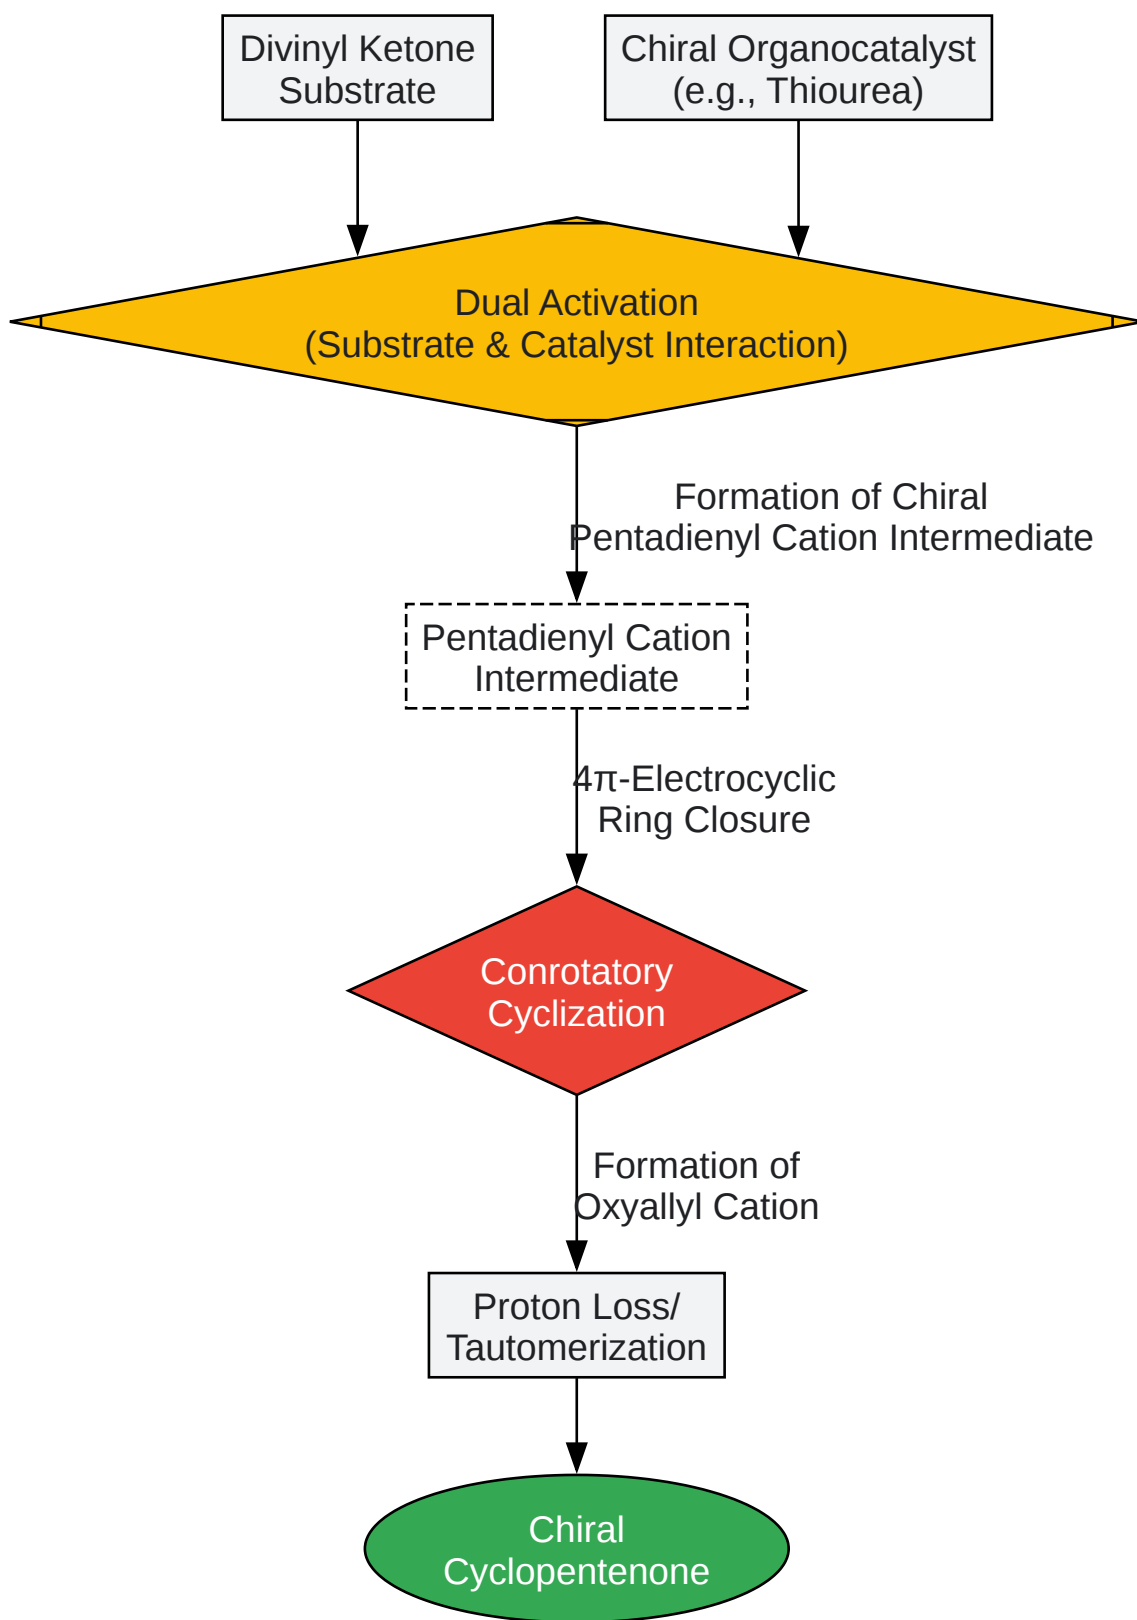 Divinyl Ketone
Substrate
Chiral Organocatalyst
(e.g., Thiourea)
Dual Activation
(Substrate & Catalyst Interaction)
Formation of Chiral
Pentadienyl Cation Intermediate
Pentadienyl Cation
Intermediate
4π-Electrocyclic
Ring Closure
Conrotatory
Cyclization
Formation of
Oxyallyl Cation
Proton Loss/
Tautomerization
Chiral
Cyclopentenone